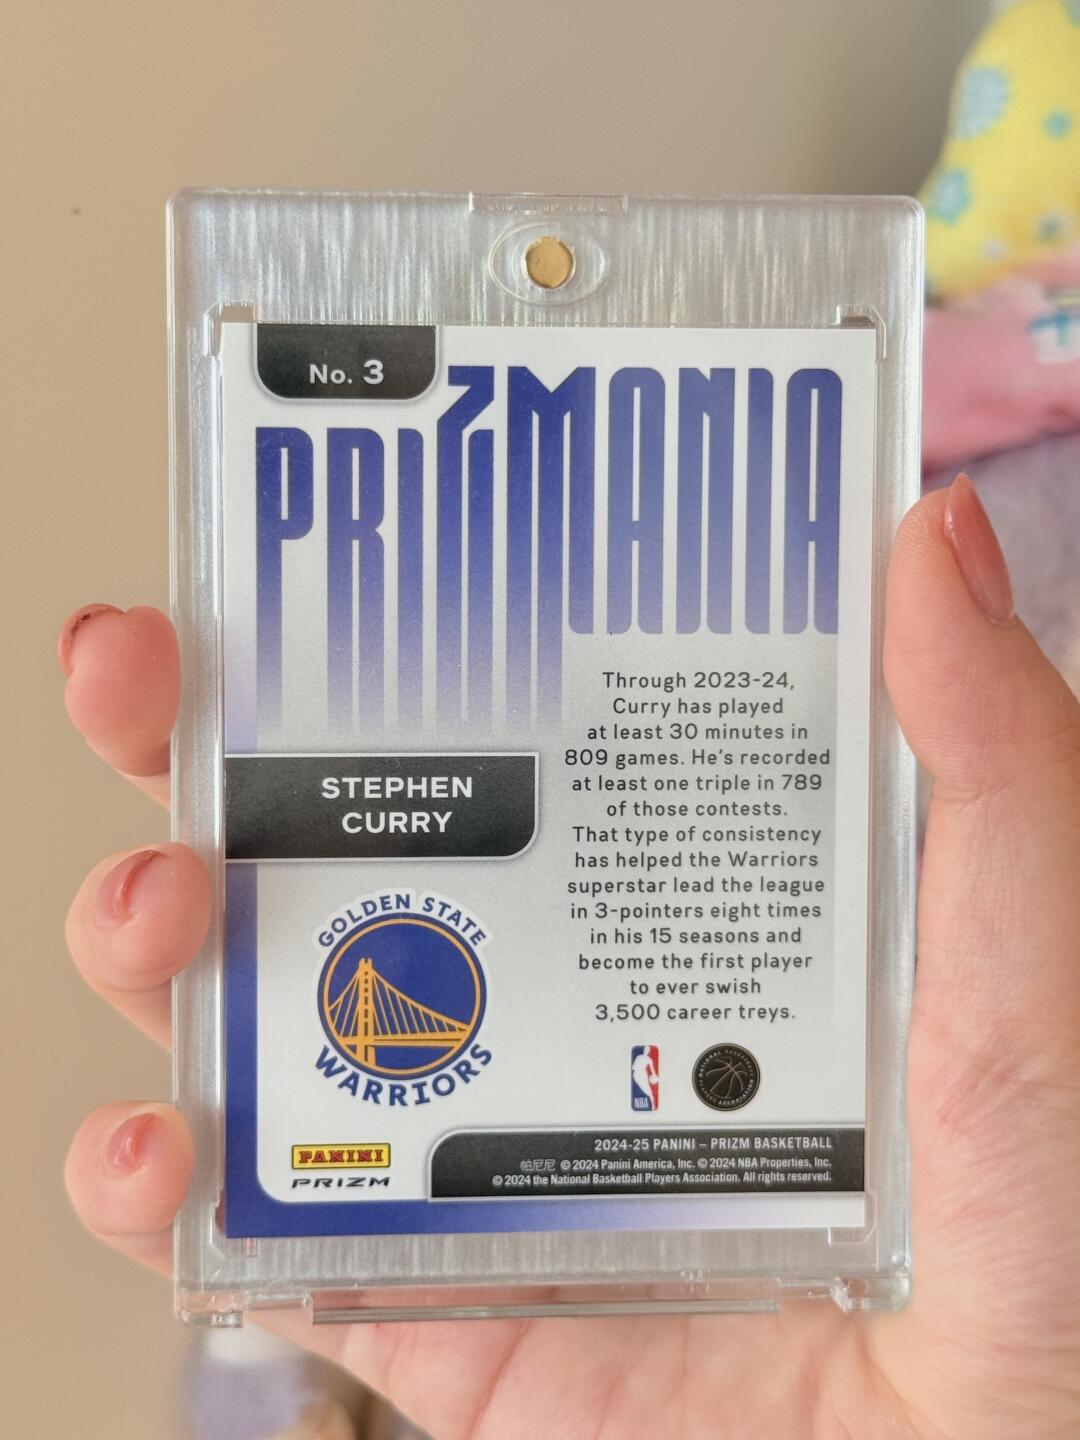 No. 3
PRIZMANIA
Through 2023-24,
Curry has played
at least 30 minutes in
809 games. He's recorded
at least one triple in 789
of those contests.
That type of consistency
has helped the Warriors
superstar lead the league
in 3-pointers eight times
in his 15 seasons and
become the first player
to ever swish
3,500 career treys.
STEPHEN
CURRY
GOLDEN STATE
WARRIORS
NBA
NATIONAL BASKETBALL
PLAYERS ASSOCIATION
PANINI
PRIZM
2024-25 PANINI – PRIZM BASKETBALL
帕尼尼 © 2024 Panini America, Inc. © 2024 NBA Properties, Inc.
© 2024 the National Basketball Players Association. All rights reserved.